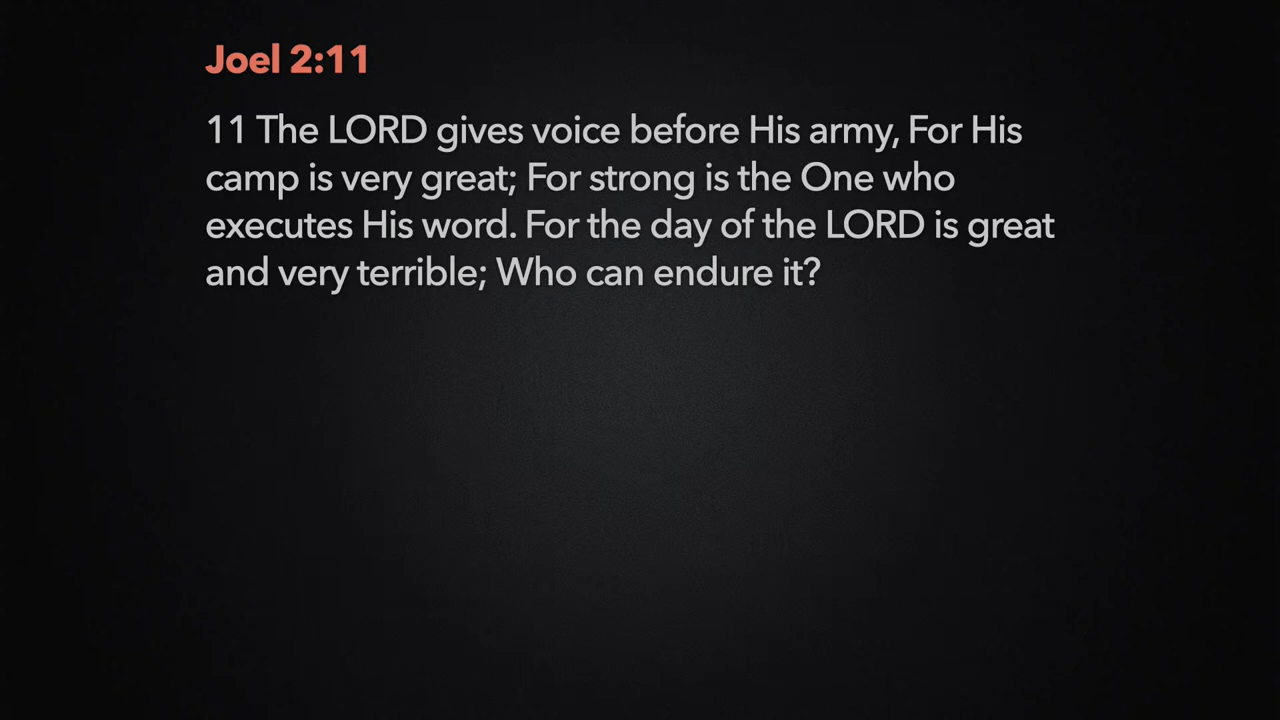 Joel 2:11
11 The LORD gives voice before His army, For His
camp is very great; For strong is the One who
executes His word. For the day of the LORD is great
and very terrible; Who can endure it?